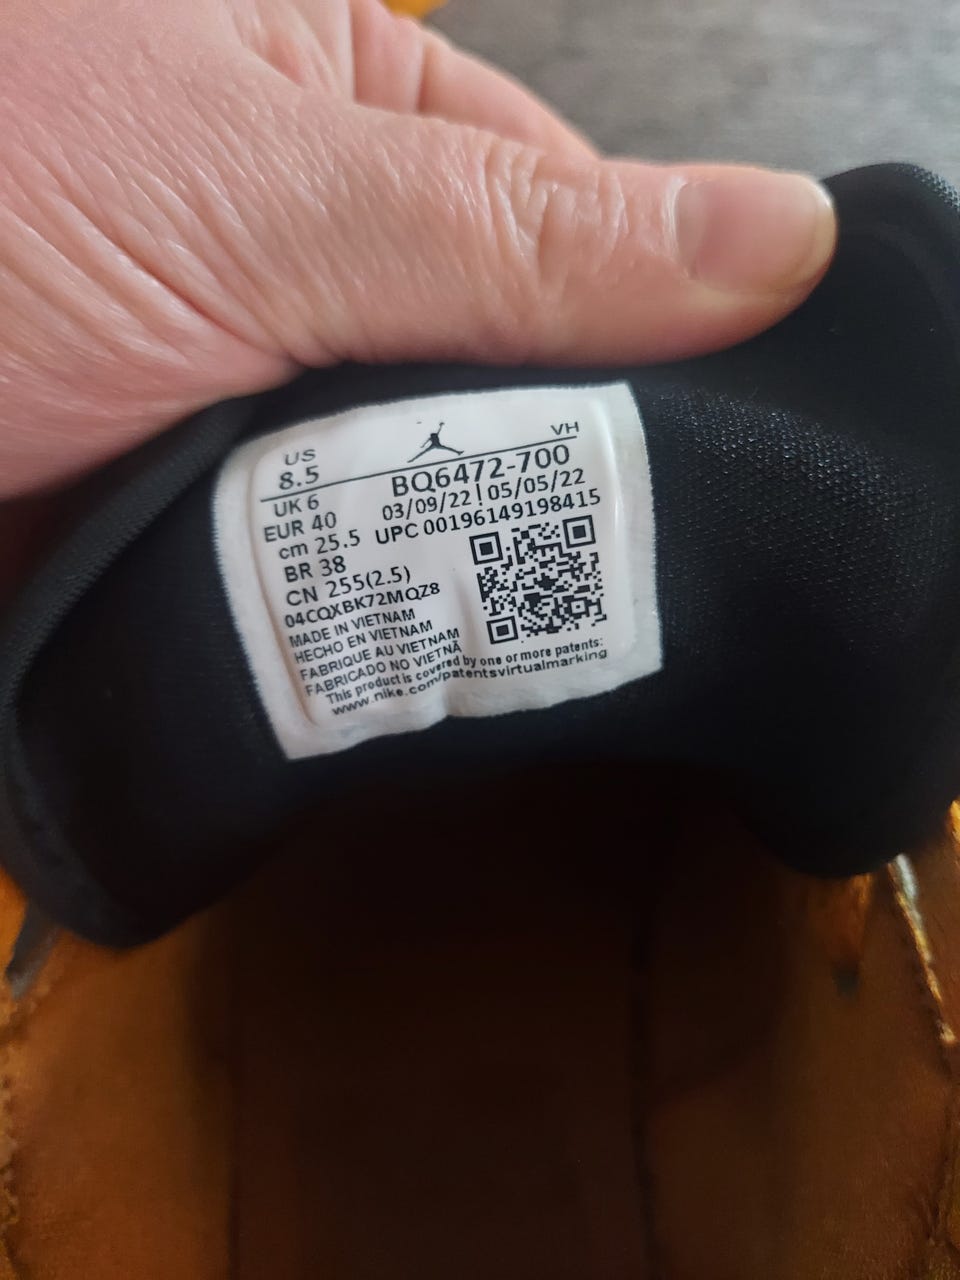 US
8.5
VH
UK 6
BQ6472-700
EUR 40
03/09/22 | 05/05/22
cm 25.5
UPC 00196149198415
BR 38
CN 255(2.5)
04CQXBK72MQZ8
MADE IN VIETNAM
HECHO EN VIETNAM
FABRIQUE AU VIETNAM
FABRICADO NO VIETNÃ
This product is covered by one or more patents:
www.nike.com/patentsvirtualmarking